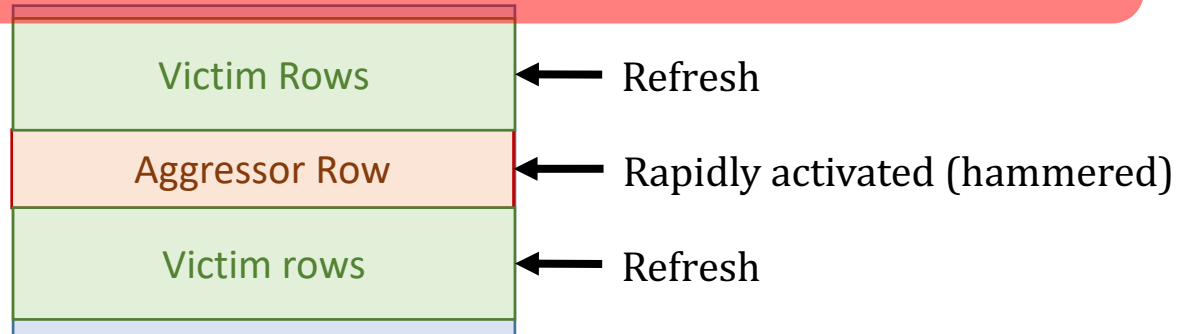 Victim Rows
Refresh
Aggressor Row
Rapidly activated (hammered)
Victim rows
Refresh